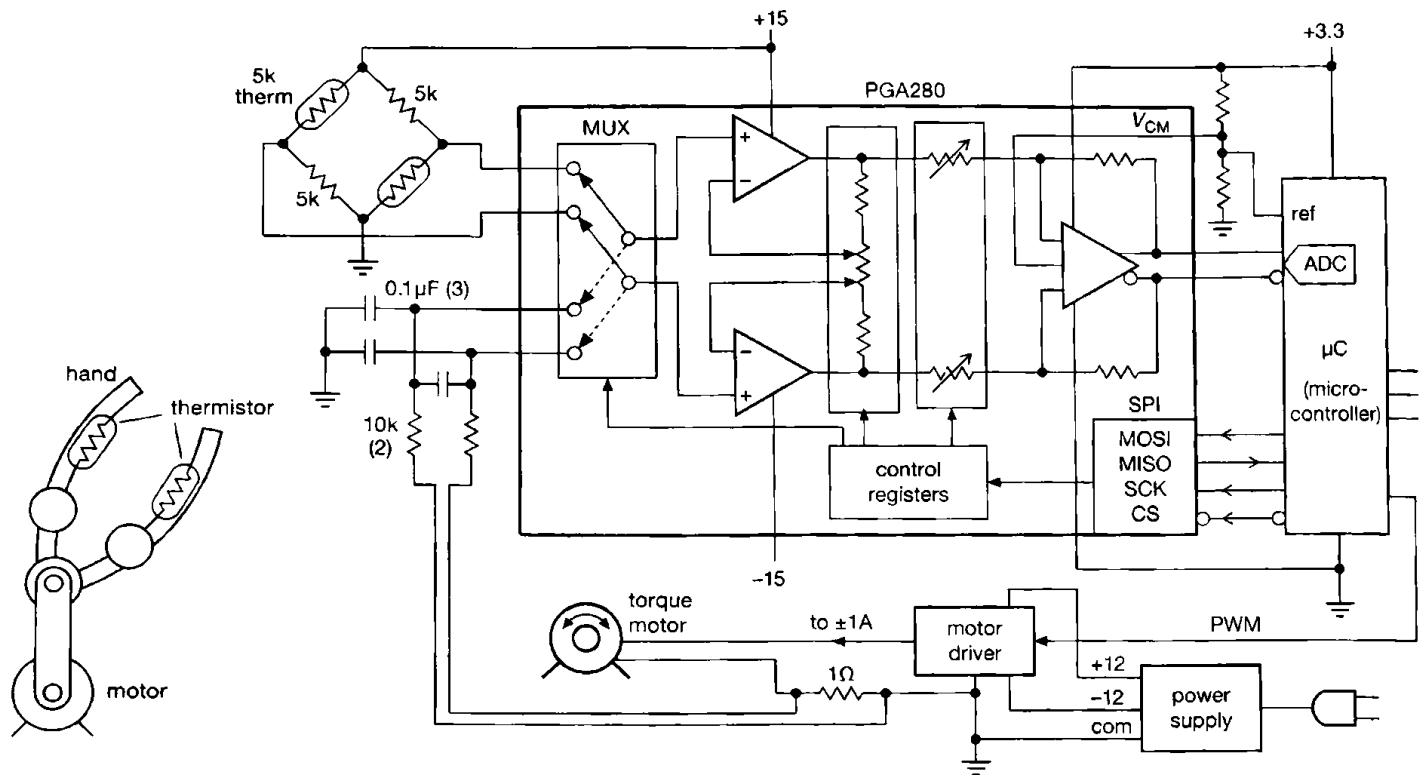 +15
+3.3
5k
therm
5k
PGA280
MUX
V_CM
5k
ref
ADC
0.1µF (3)
µC
(micro-
controller)
hand
thermistor
10k
(2)
SPI
MOSI
MISO
SCK
CS
control
registers
–15
torque
motor
to ±1A
motor
driver
PWM
+12
1Ω
–12
power
supply
com
motor